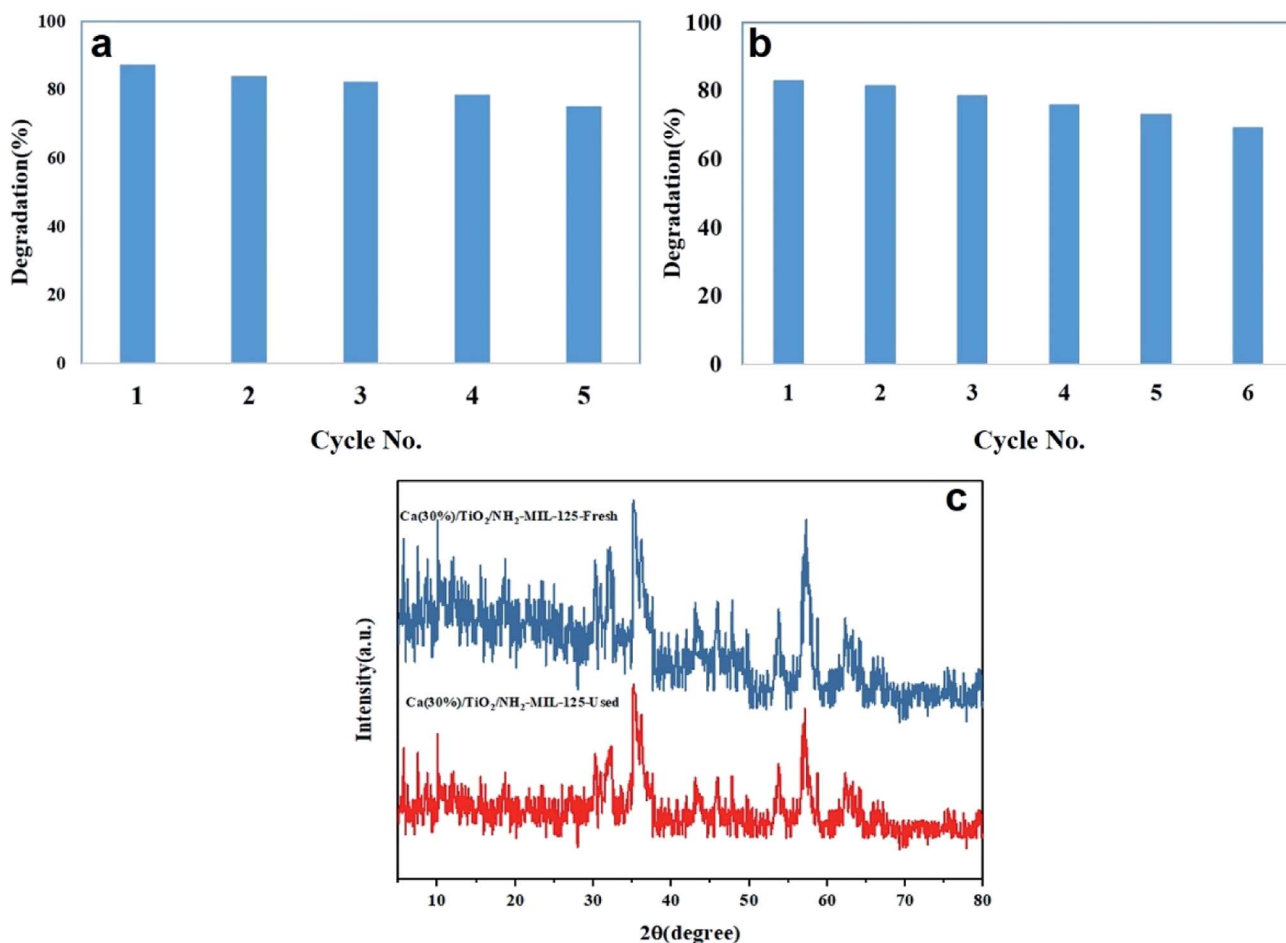 a
100
80
60
40
20
0
Degradation(%)
1 2 3 4 5
Cycle No.
b
100
80
60
40
20
0
Degradation(%)
1 2 3 4 5 6
Cycle No.
c
Ca(30%)/TiO₂/NH₂-MIL-125-Fresh
Ca(30%)/TiO₂/NH₂-MIL-125-Used
Intensity(a.u.)
10 20 30 40 50 60 70 80
2θ(degree)